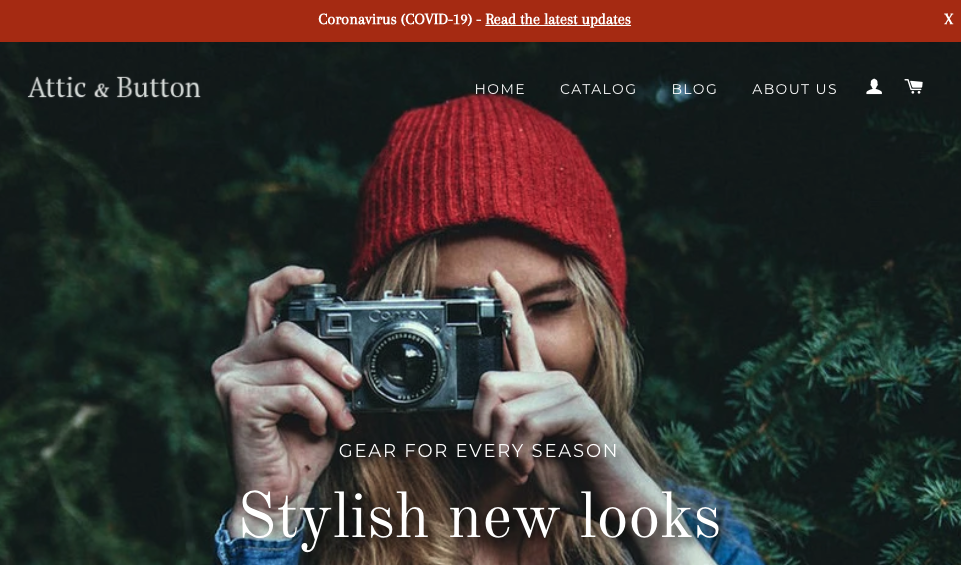 Coronavirus (COVID-19) - Read the latest updates X
Attic & Button HOME CATALOG BLOG ABOUT US
Contax
GEAR FOR EVERY SEASON
Stylish new looks